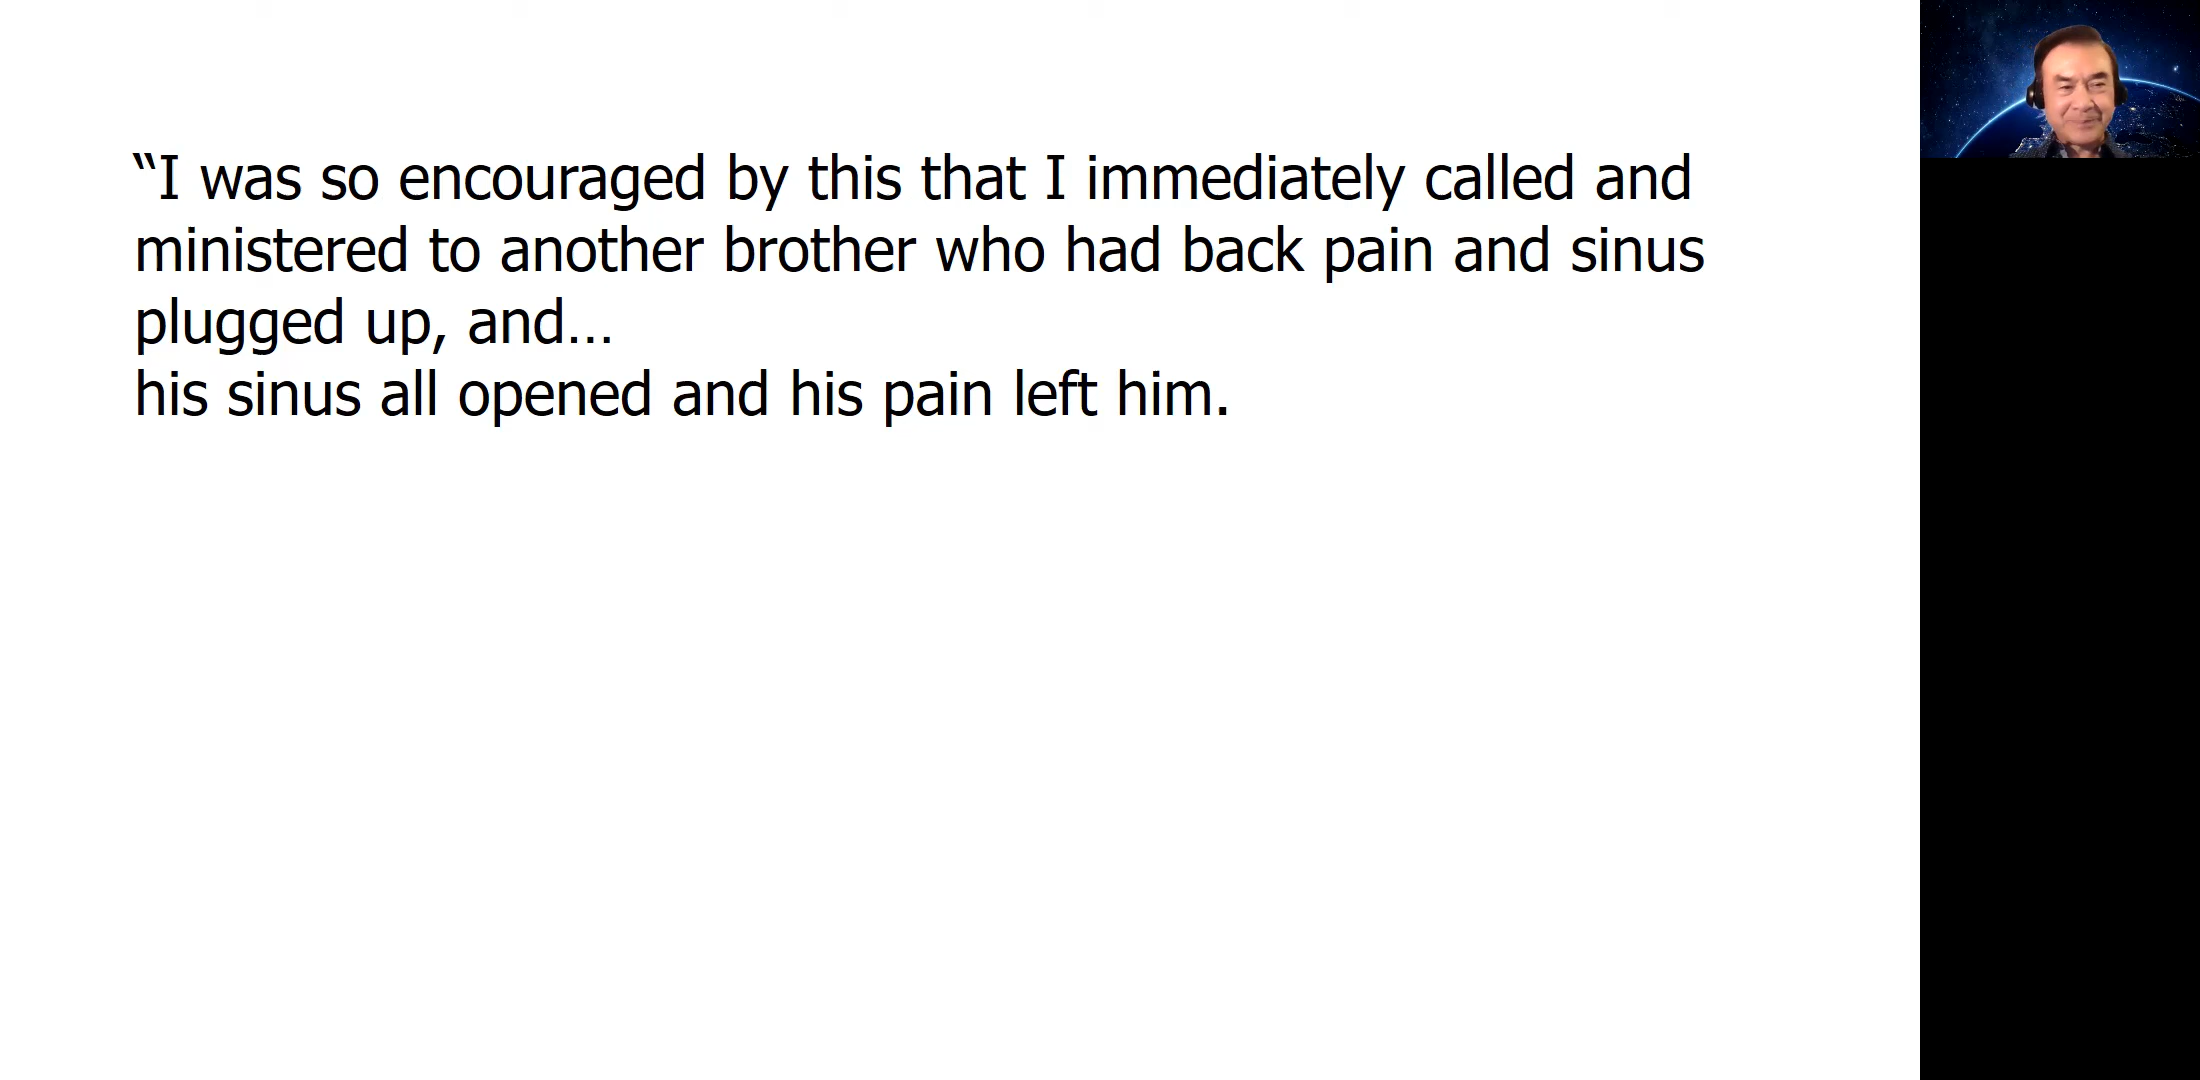 “I was so encouraged by this that I immediately called and
ministered to another brother who had back pain and sinus
plugged up, and…
his sinus all opened and his pain left him.